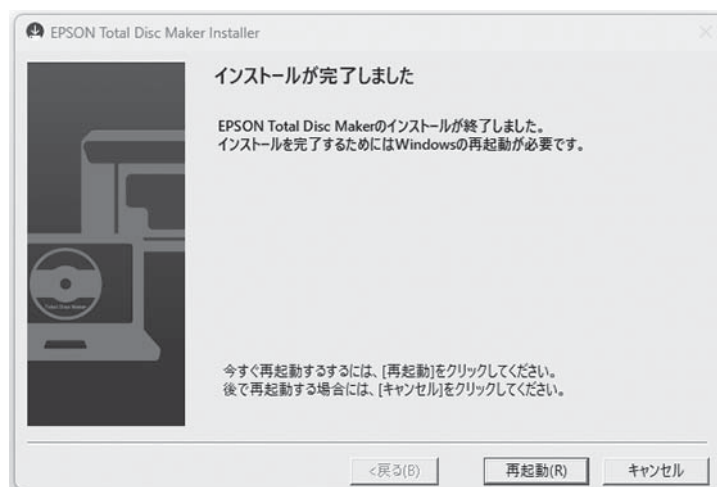 EPSON Total Disc Maker Installer
インストールが完了しました
EPSON Total Disc Makerのインストールが終了しました。
インストールを完了するためにはWindowsの再起動が必要です。
Total Disc Maker
今すぐ再起動するするには、[再起動]をクリックしてください。
後で再起動する場合には、[キャンセル]をクリックしてください。
<戻る(B)
再起動(R)
キャンセル